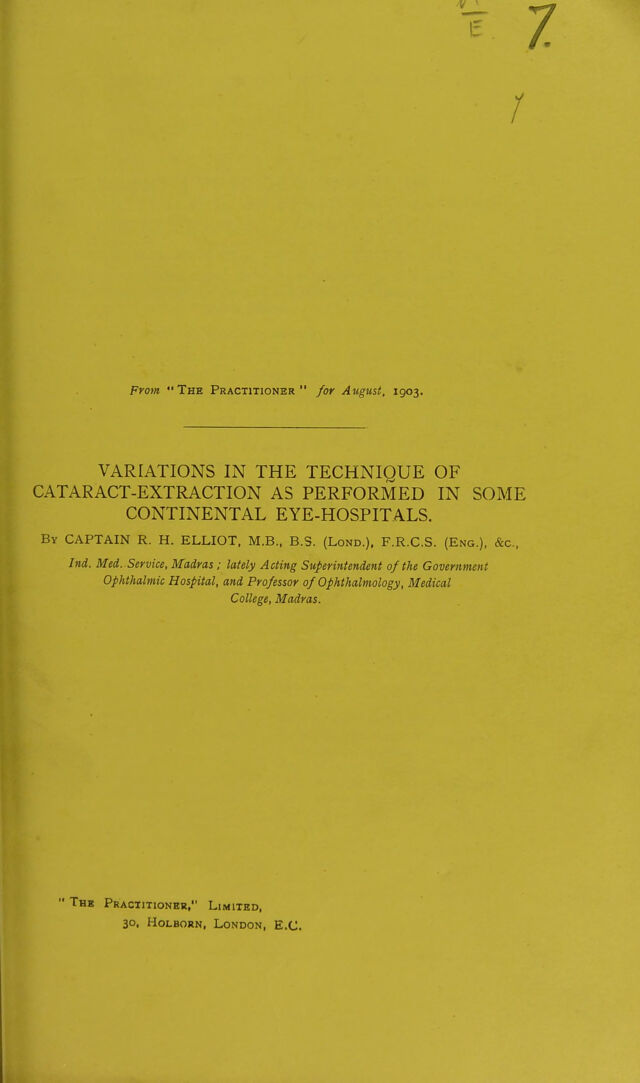 E 7.
From "The Practitioner" for August, 1903.
VARIATIONS IN THE TECHNIQUE OF
CATARACT-EXTRACTION AS PERFORMED IN SOME
CONTINENTAL EYE-HOSPITALS.
By CAPTAIN R. H. ELLIOT, M.B., B.S. (Lond.), F.R.C.S. (Eng.), &c.,
Ind. Med. Service, Madras; lately Acting Superintendent of the Government
Ophthalmic Hospital, and Professor of Ophthalmology, Medical
College, Madras.
"The Practitioner," Limited,
30, Holborn, London, E.C.